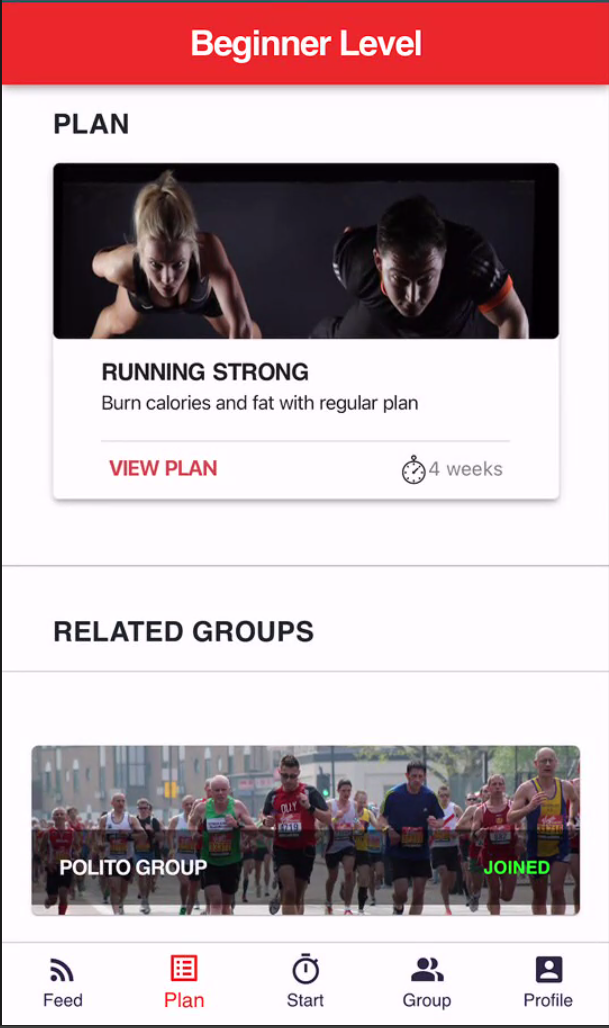 Beginner Level
PLAN
RUNNING STRONG
Burn calories and fat with regular plan
VIEW PLAN
4 weeks
RELATED GROUPS
OLLY
POLITO GROUP
JOINED
Feed
Plan
Start
Group
Profile